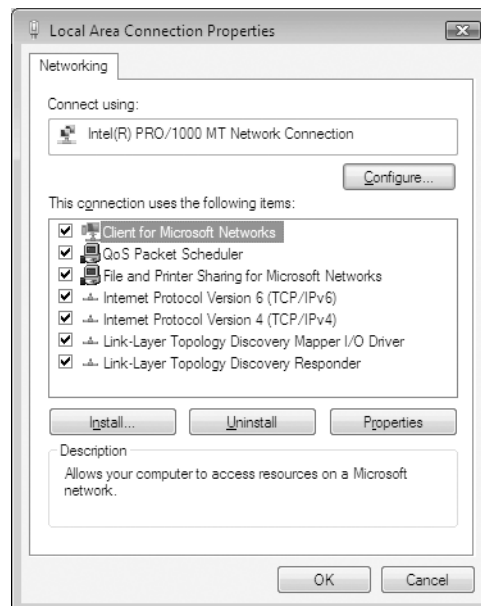 Local Area Connection Properties
Networking
Connect using:
Intel(R) PRO/1000 MT Network Connection
Configure...
This connection uses the following items:
Client for Microsoft Networks
QoS Packet Scheduler
File and Printer Sharing for Microsoft Networks
Internet Protocol Version 6 (TCP/IPv6)
Internet Protocol Version 4 (TCP/IPv4)
Link-Layer Topology Discovery Mapper I/O Driver
Link-Layer Topology Discovery Responder
Install...
Uninstall
Properties
Description
Allows your computer to access resources on a Microsoft
network.
OK
Cancel